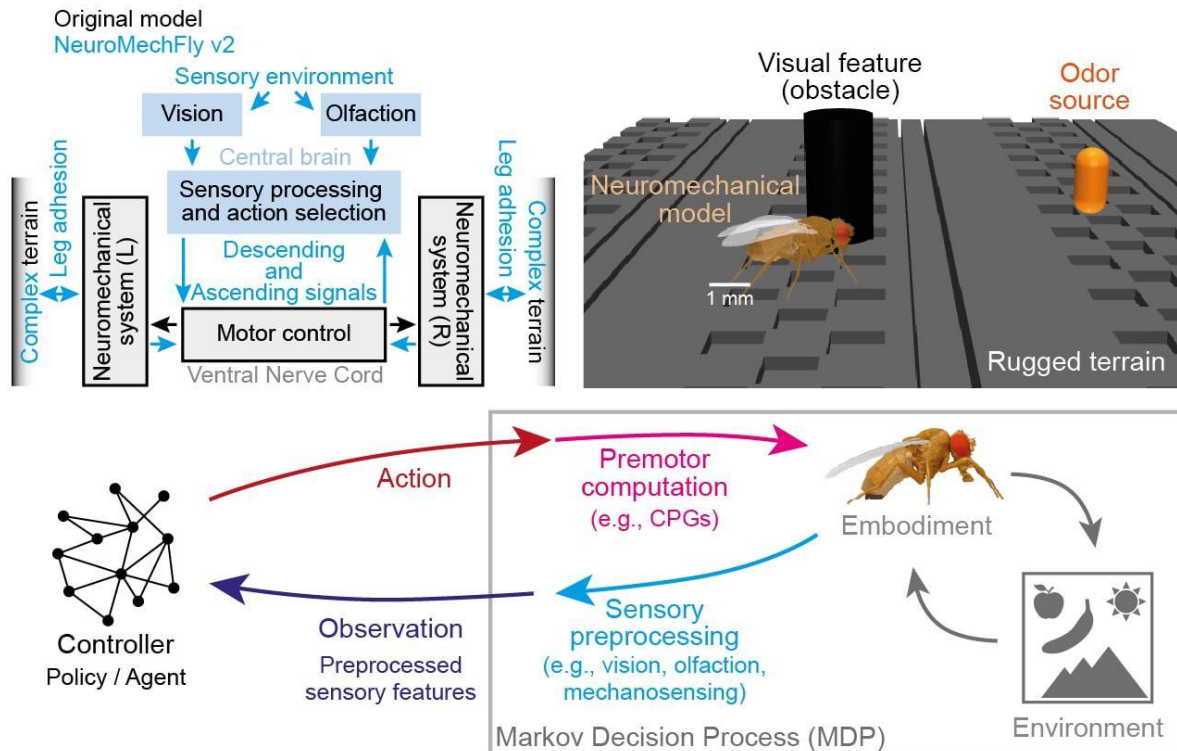 Original model
NeuroMechFly v2
Sensory environment
Vision
Olfaction
Central brain
Sensory processing
and action selection
Descending
and
Ascending signals
Motor control
Ventral Nerve Cord
Complex terrain
Leg adhesion
Neuromechanical
system (L)
Neuromechanical
system (R)
Leg adhesion
Complex terrain
Visual feature
(obstacle)
Odor
source
Neuromechanical
model
1 mm
Rugged terrain
Action
Premotor
computation
(e.g., CPGs)
Embodiment
Controller
Policy / Agent
Observation
Preprocessed
sensory features
Sensory
preprocessing
(e.g., vision, olfaction,
mechanosensing)
Environment
Markov Decision Process (MDP)